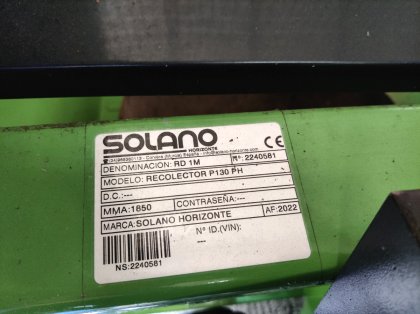 SOLANO
HORIZONTE
CE
DENOMINACION: RD 1M
Nº: 2240581
MODELO: RECOLECTOR P130 PH
D.C.:---
MMA:1850
CONTRASEÑA:---
MARCA:SOLANO HORIZONTE
AF:2022
Nº ID.(VIN):
---
NS:2240581